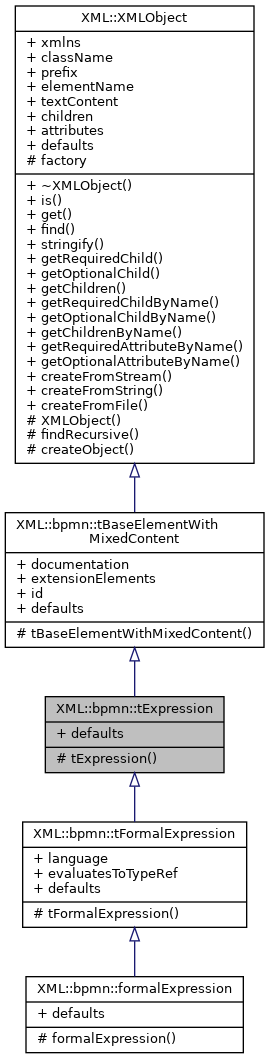 XML::XMLObject
+ xmlns
+ className
+ prefix
+ elementName
+ textContent
+ children
+ attributes
+ defaults
# factory
+ ~XMLObject()
+ is()
+ get()
+ find()
+ stringify()
+ getRequiredChild()
+ getOptionalChild()
+ getChildren()
+ getRequiredChildByName()
+ getOptionalChildByName()
+ getChildrenByName()
+ getRequiredAttributeByName()
+ getOptionalAttributeByName()
+ createFromStream()
+ createFromString()
+ createFromFile()
# XMLObject()
# findRecursive()
# createObject()
XML::bpmn::tBaseElementWith
MixedContent
+ documentation
+ extensionElements
+ id
+ defaults
# tBaseElementWithMixedContent()
XML::bpmn::tExpression
+ defaults
# tExpression()
XML::bpmn::tFormalExpression
+ language
+ evaluatesToTypeRef
+ defaults
# tFormalExpression()
XML::bpmn::formalExpression
+ defaults
# formalExpression()